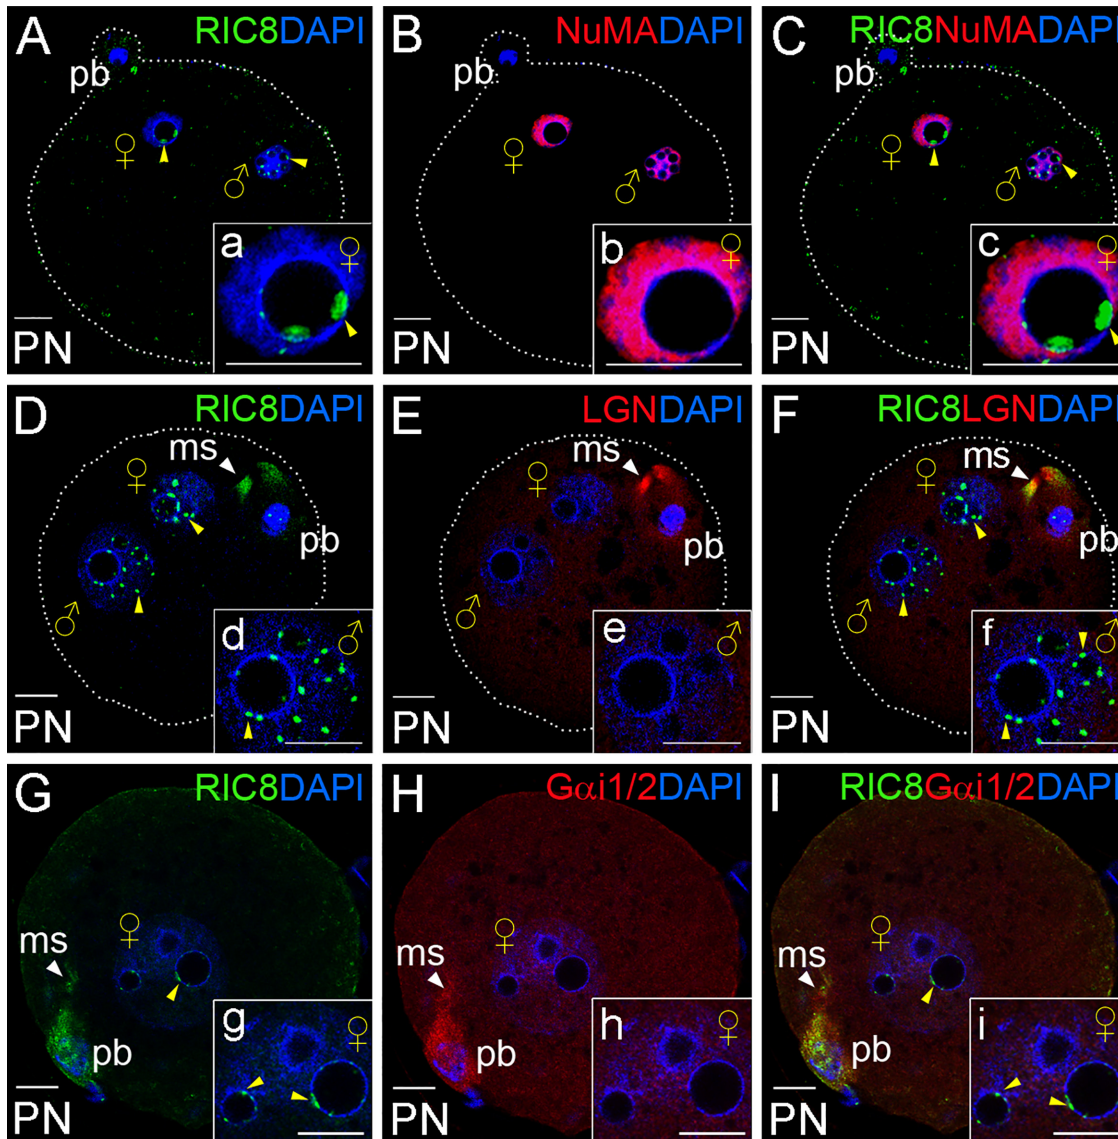 A RIC8DAPI
pb
♀
♂
a ♀
PN
B NuMADAPI
pb
♀
♂
b ♀
PN
C RIC8NuMADAPI
pb
♀
♂
c ♀
PN
D RIC8DAPI
ms
♀
pb
♂
d ♂
PN
E LGNDAPI
ms
♀
pb
♂
e ♂
PN
F RIC8LGNDAPI
ms
♀
pb
♂
f ♂
PN
G RIC8DAPI
♀
ms
pb
g ♀
PN
H Gαi1/2DAPI
♀
ms
pb
h ♀
PN
I RIC8Gαi1/2DAPI
♀
ms
pb
i ♀
PN